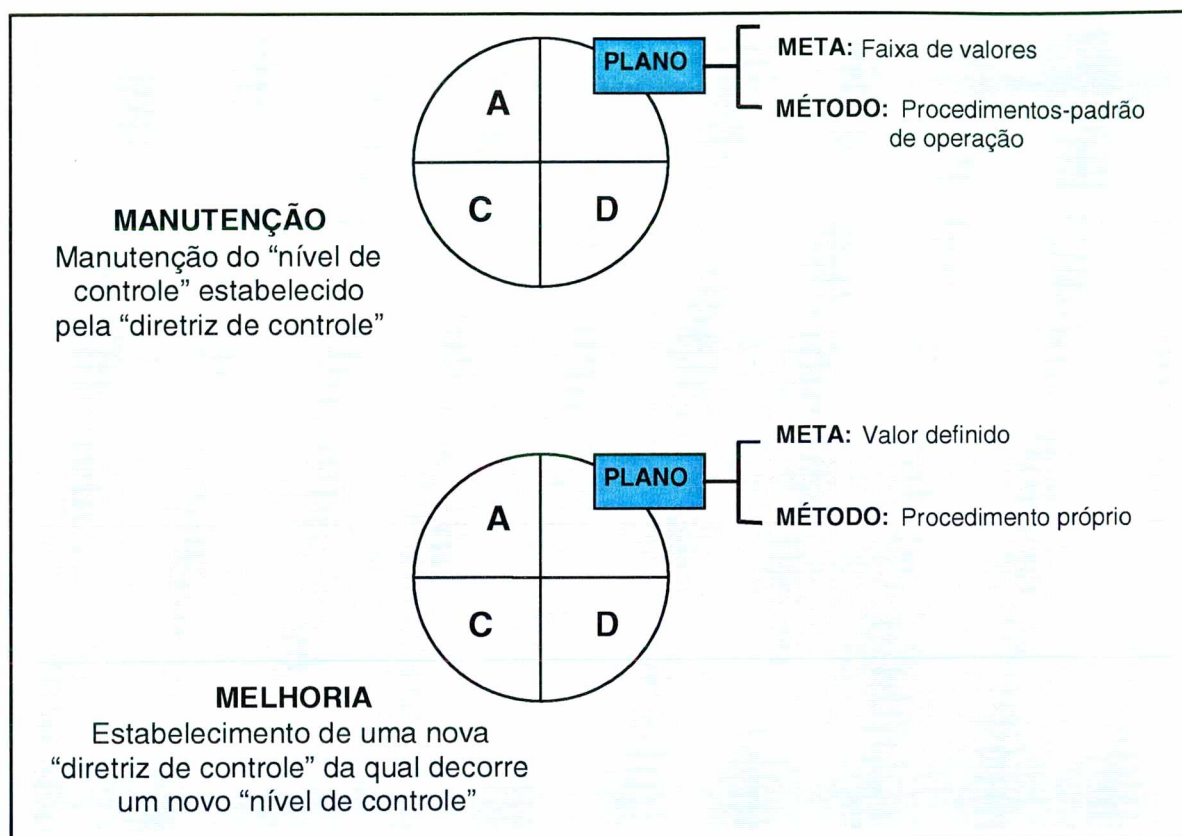 PLANO
META: Faixa de valores
MÉTODO: Procedimentos-padrão
de operação
A
C
D
MANUTENÇÃO
Manutenção do “nível de
controle” estabelecido
pela “diretriz de controle”
PLANO
META: Valor definido
MÉTODO: Procedimento próprio
A
C
D
MELHORIA
Estabelecimento de uma nova
“diretriz de controle” da qual decorre
um novo “nível de controle”